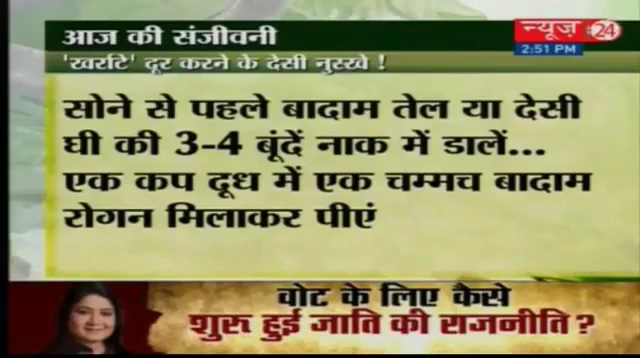 आज की संजीवनी
'खर्राटे' दूर करने के देसी नुस्खे !
न्यूज़ 24
2:51 PM
सोने से पहले बादाम तेल या देसी
घी की 3-4 बूंदें नाक में डालें...
एक कप दूध में एक चम्मच बादाम
रोगन मिलाकर पीएं
वोट के लिए कैसे
शुरू हुई जाति की राजनीति ?